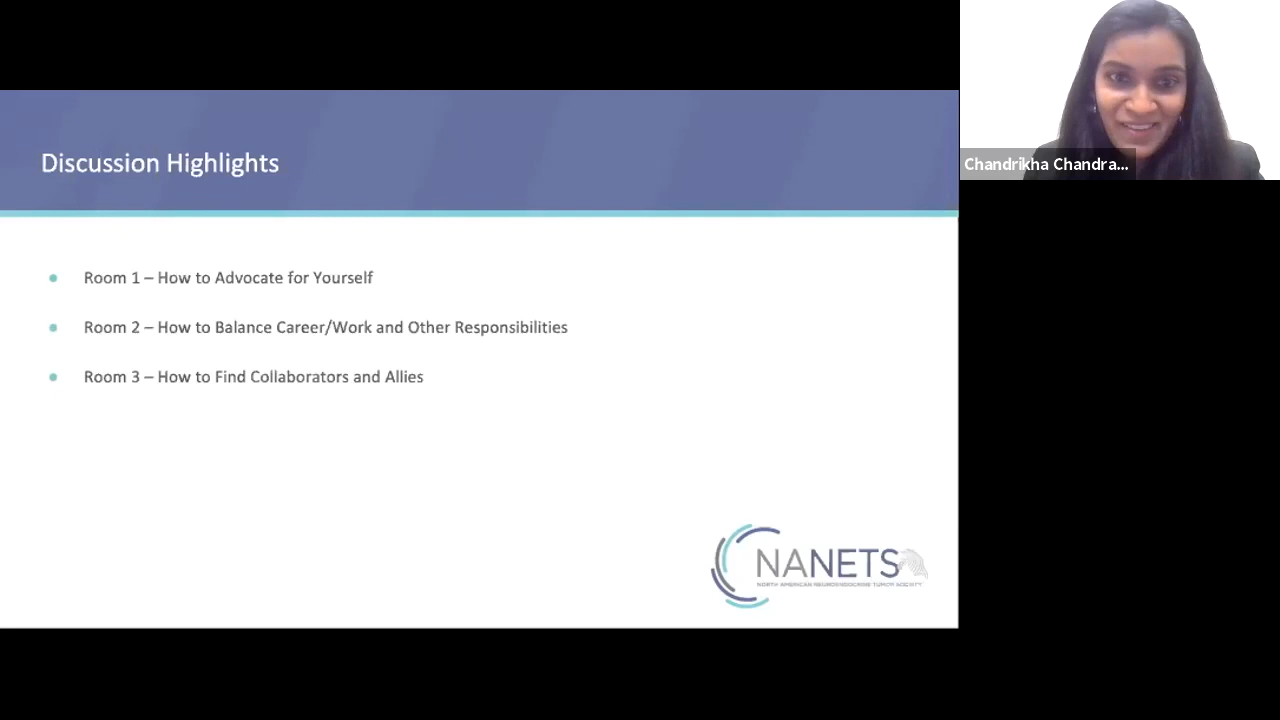 Discussion Highlights
Room 1 – How to Advocate for Yourself
Room 2 – How to Balance Career/Work and Other Responsibilities
Room 3 – How to Find Collaborators and Allies
NANETS
NORTH AMERICAN NEUROENDOCRINE TUMOR SOCIETY
Chandrikha Chandra...